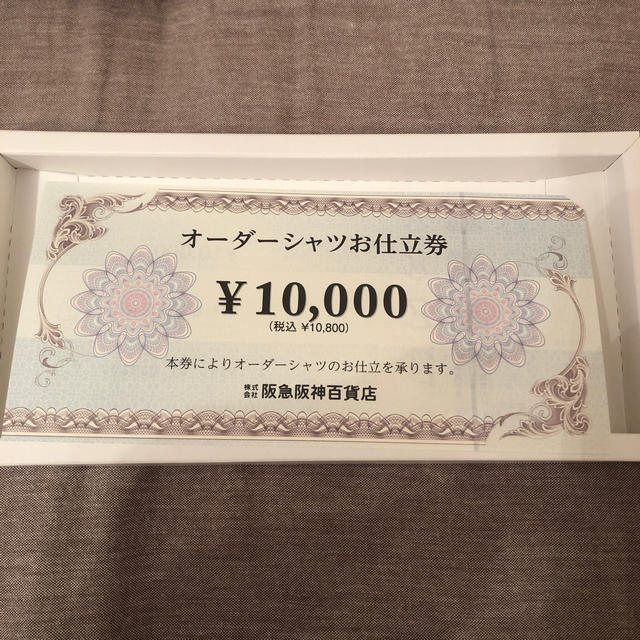 オーダーシャツお仕立券
￥10,000
(税込 ¥10,800)
本券によりオーダーシャツのお仕立を承ります。
株式会社 阪急阪神百貨店